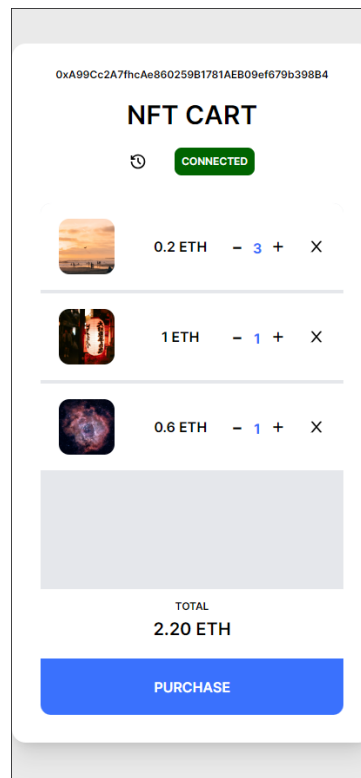 0xA99Cc2A7fhcAe860259B1781AEB09ef679b398B4
NFT CART
CONNECTED
0.2 ETH - 3 + X
1 ETH - 1 + X
0.6 ETH - 1 + X
TOTAL
2.20 ETH
PURCHASE